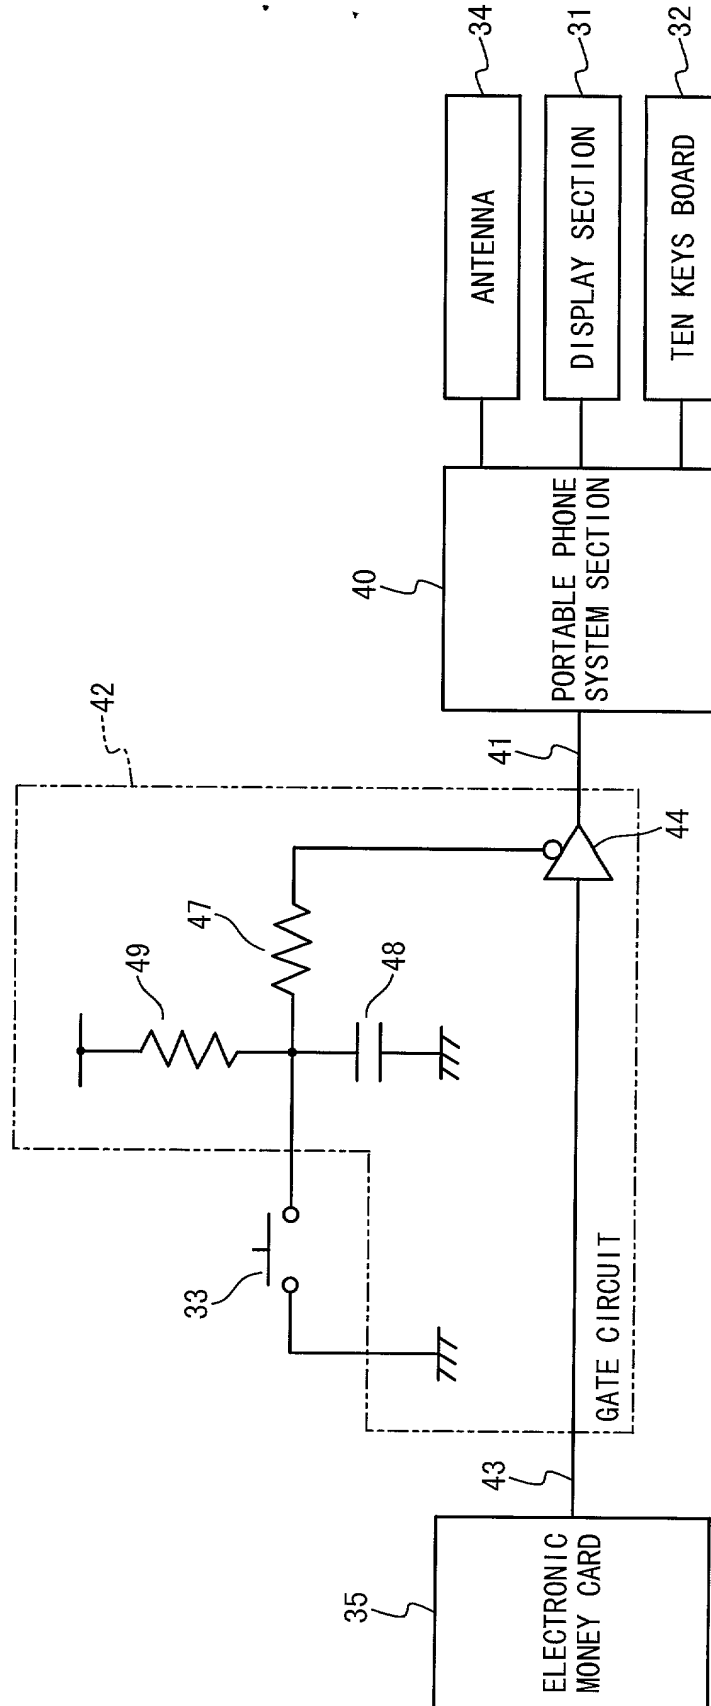 35
ELECTRONIC
MONEY CARD
43
GATE CIRCUIT
33
49
47
48
42
44
41
40
PORTABLE PHONE
SYSTEM SECTION
ANTENNA
34
DISPLAY SECTION
31
TEN KEYS BOARD
32